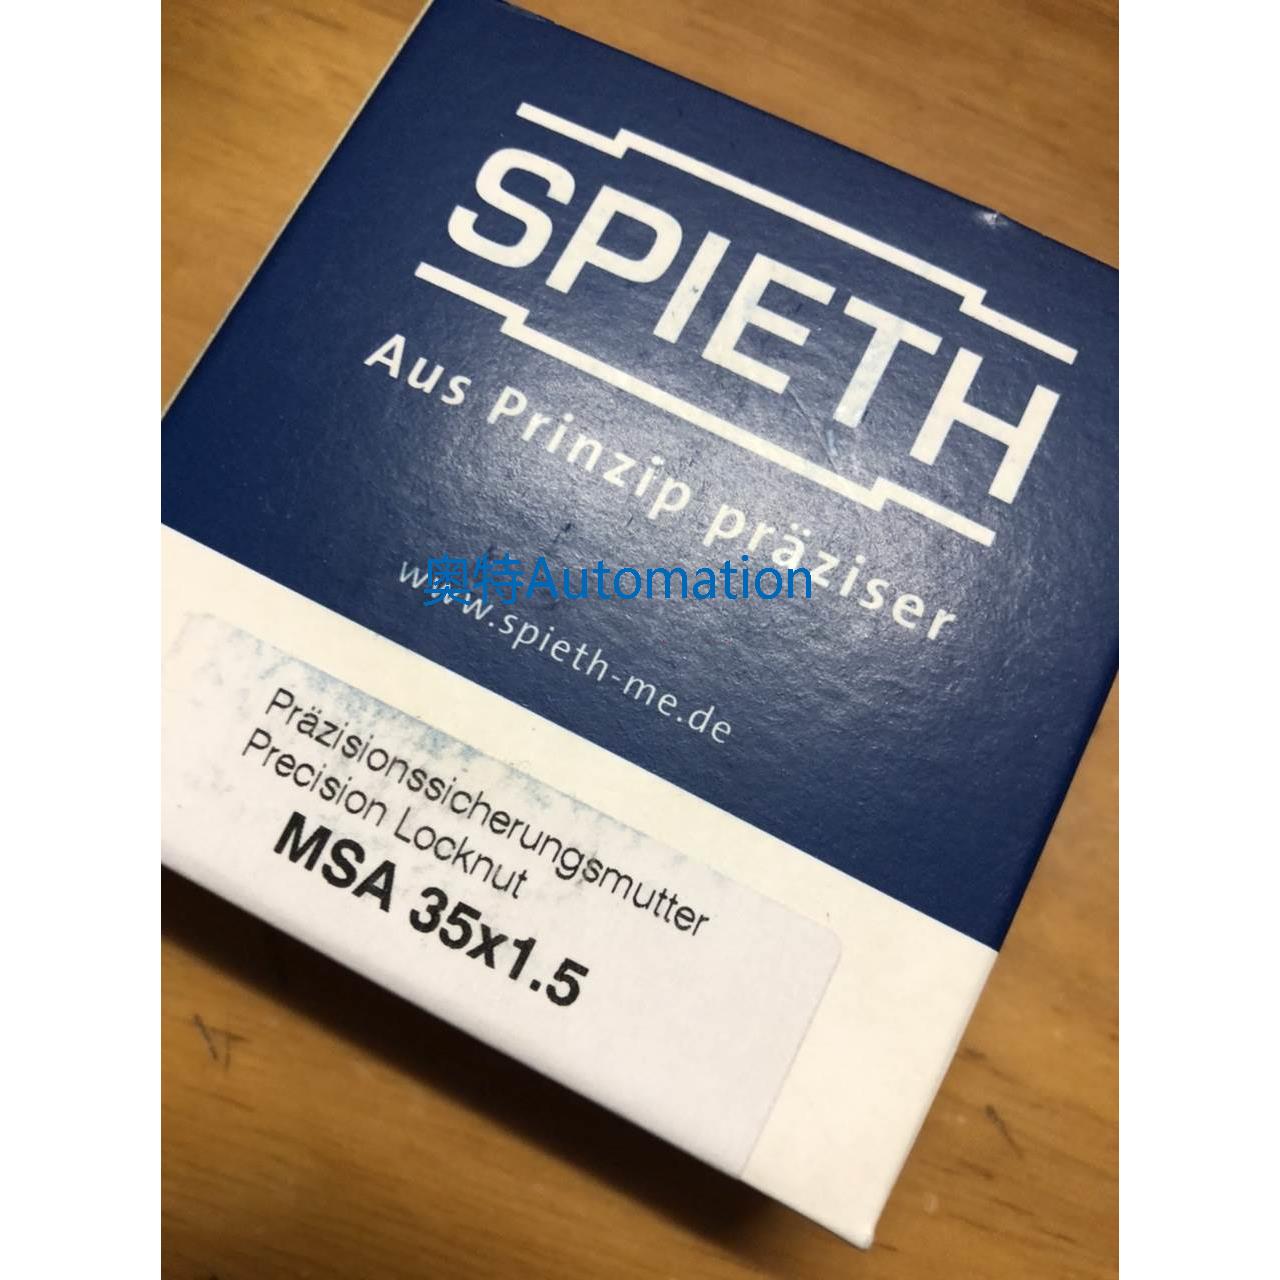 SPIETH
Aus Prinzip präziser
奥特Automation
www.spieth-me.de
Präzisionssicherungsmutter
Precision Locknut
MSA 35x1.5